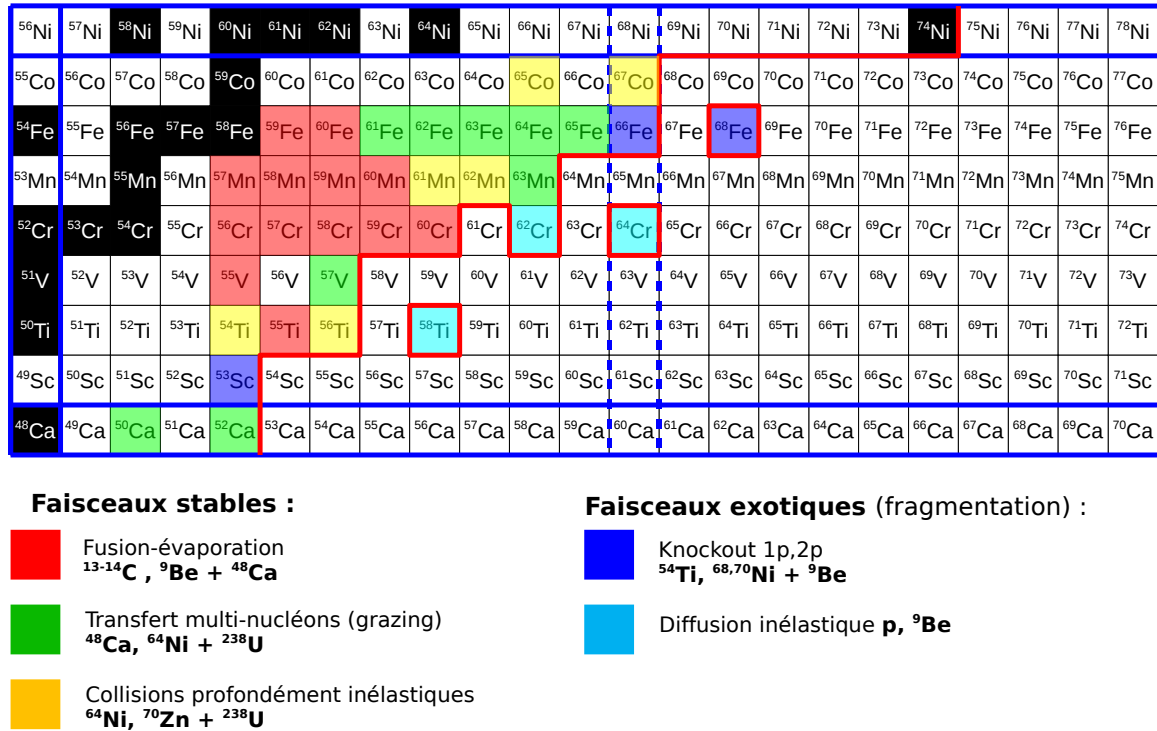 56Ni 57Ni 58Ni 59Ni 60Ni 61Ni 62Ni 63Ni 64Ni 65Ni 66Ni 67Ni 68Ni 69Ni 70Ni 71Ni 72Ni 73Ni 74Ni 75Ni 76Ni 77Ni 78Ni
55Co 56Co 57Co 58Co 59Co 60Co 61Co 62Co 63Co 64Co 65Co 66Co 67Co 68Co 69Co 70Co 71Co 72Co 73Co 74Co 75Co 76Co 77Co
54Fe 55Fe 56Fe 57Fe 58Fe 59Fe 60Fe 61Fe 62Fe 63Fe 64Fe 65Fe 66Fe 67Fe 68Fe 69Fe 70Fe 71Fe 72Fe 73Fe 74Fe 75Fe 76Fe
53Mn 54Mn 55Mn 56Mn 57Mn 58Mn 59Mn 60Mn 61Mn 62Mn 63Mn 64Mn 65Mn 66Mn 67Mn 68Mn 69Mn 70Mn 71Mn 72Mn 73Mn 74Mn 75Mn
52Cr 53Cr 54Cr 55Cr 56Cr 57Cr 58Cr 59Cr 60Cr 61Cr 62Cr 63Cr 64Cr 65Cr 66Cr 67Cr 68Cr 69Cr 70Cr 71Cr 72Cr 73Cr 74Cr
51V 52V 53V 54V 55V 56V 57V 58V 59V 60V 61V 62V 63V 64V 65V 66V 67V 68V 69V 70V 71V 72V 73V
50Ti 51Ti 52Ti 53Ti 54Ti 55Ti 56Ti 57Ti 58Ti 59Ti 60Ti 61Ti 62Ti 63Ti 64Ti 65Ti 66Ti 67Ti 68Ti 69Ti 70Ti 71Ti 72Ti
49Sc 50Sc 51Sc 52Sc 53Sc 54Sc 55Sc 56Sc 57Sc 58Sc 59Sc 60Sc 61Sc 62Sc 63Sc 64Sc 65Sc 66Sc 67Sc 68Sc 69Sc 70Sc 71Sc
48Ca 49Ca 50Ca 51Ca 52Ca 53Ca 54Ca 55Ca 56Ca 57Ca 58Ca 59Ca 60Ca 61Ca 62Ca 63Ca 64Ca 65Ca 66Ca 67Ca 68Ca 69Ca 70Ca
Faisceaux stables :
Fusion-évaporation
13-14C , 9Be + 48Ca
Transfert multi-nucléons (grazing)
48Ca, 64Ni + 238U
Collisions profondément inélastiques
64Ni, 70Zn + 238U
Faisceaux exotiques (fragmentation) :
Knockout 1p,2p
54Ti, 68,70Ni + 9Be
Diffusion inélastique p, 9Be